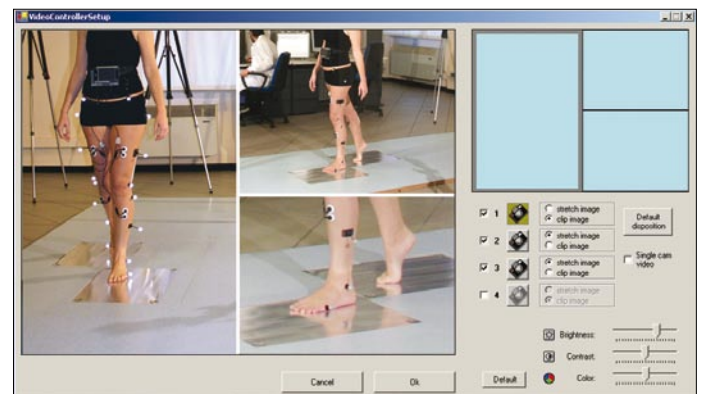 VideoControllerSetup
1
stretch image
clip image
2
stretch image
clip image
3
stretch image
clip image
4
stretch image
clip image
Default
disposition
Single cam
video
Brightness:
Contrast:
Color:
Cancel
Ok
Default